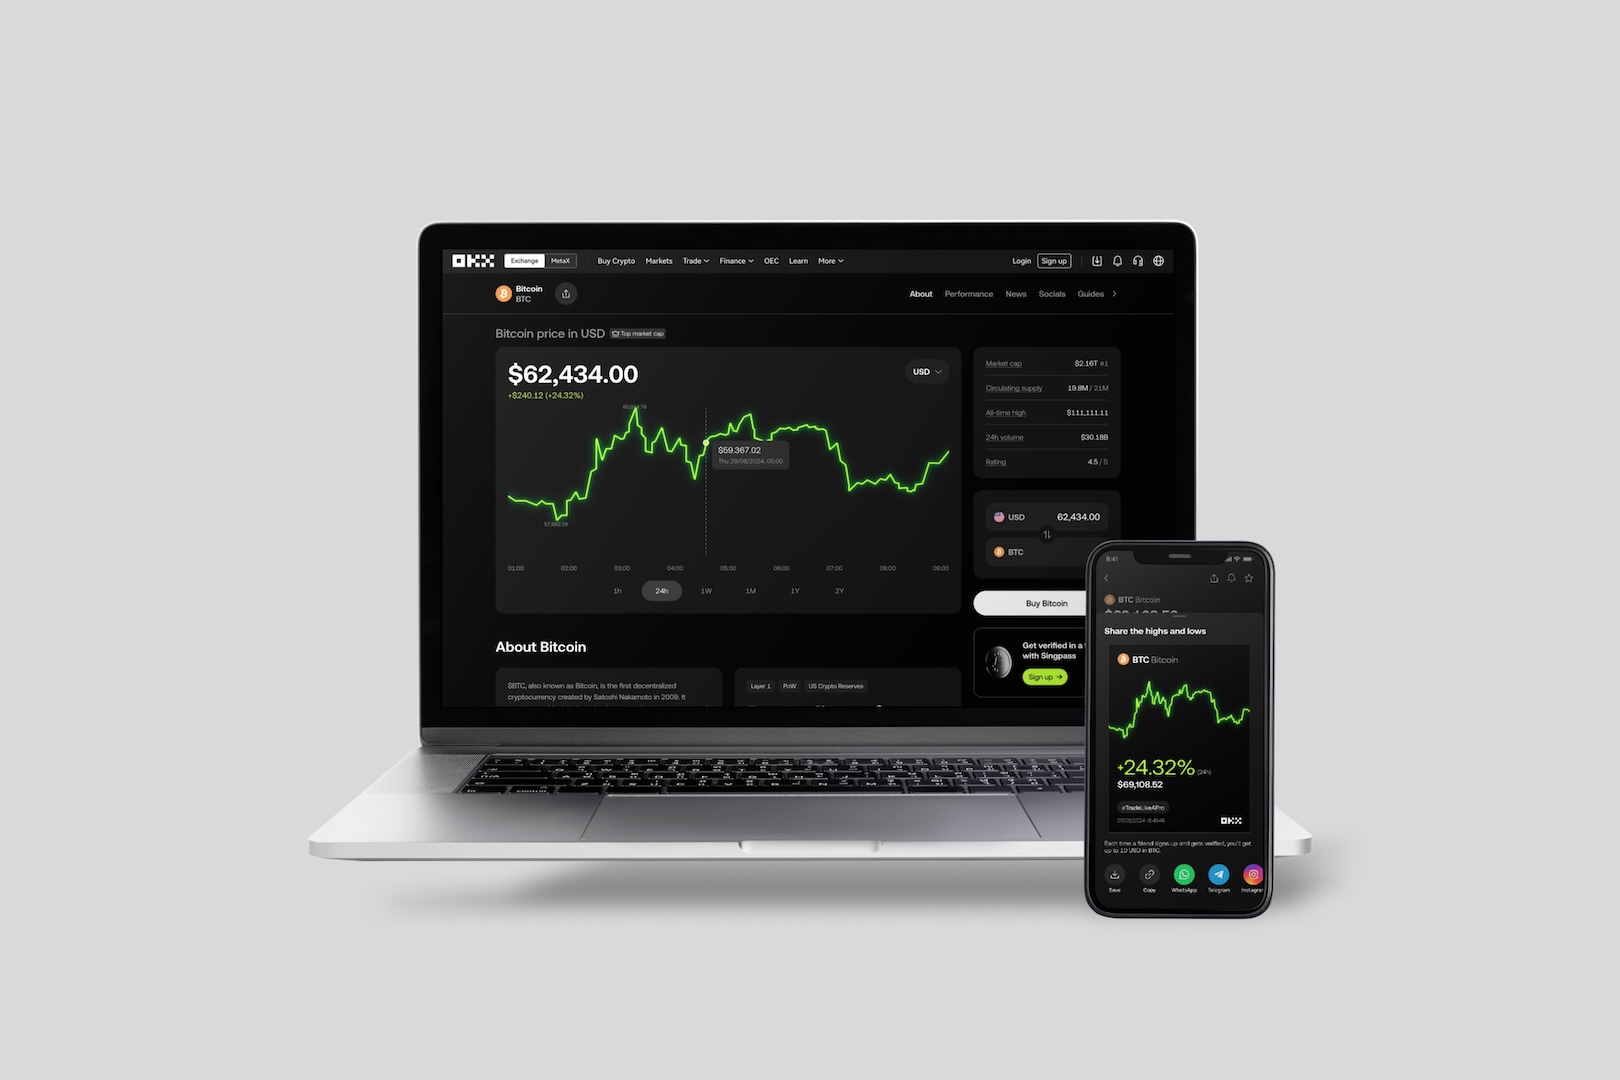 OKX Exchange MetaX Buy Crypto Markets Trade Finance OEC Learn More Login Sign up
Bitcoin
BTC
About Performance News Socials Guides
Bitcoin price in USD Top market cap
$62,434.00
+$240.12 (+24.32%)
USD
$59.367.02
Thu 29/08/2024, 05:00
01:00 02:00 03:00 04:00 05:00 06:00 07:00 08:00 09:00
1h 24h 1W 1M 1Y 2Y
Market cap $2.16T #1
Circulating supply 19.8M / 21M
All-time high $111,111.11
24h volume $30.18B
Rating 4.5 / 5
USD 62,434.00
BTC
Buy Bitcoin
Get verified in a
with Singpass
Sign up
About Bitcoin
$BTC, also known as Bitcoin, is the first decentralized
cryptocurrency created by Satoshi Nakamoto in 2009. It
Layer 1 PoW US Crypto Reserves
control
9:41
BTC Bitcoin
Share the highs and lows
BTC Bitcoin
+24.32% (24h)
$69,108.52
#TradeLikeAPro
OKX
Each time a friend signs up and gets verified, you'll get
up to 10 USD in BTC.
Save Copy WhatsApp Telegram Instagram